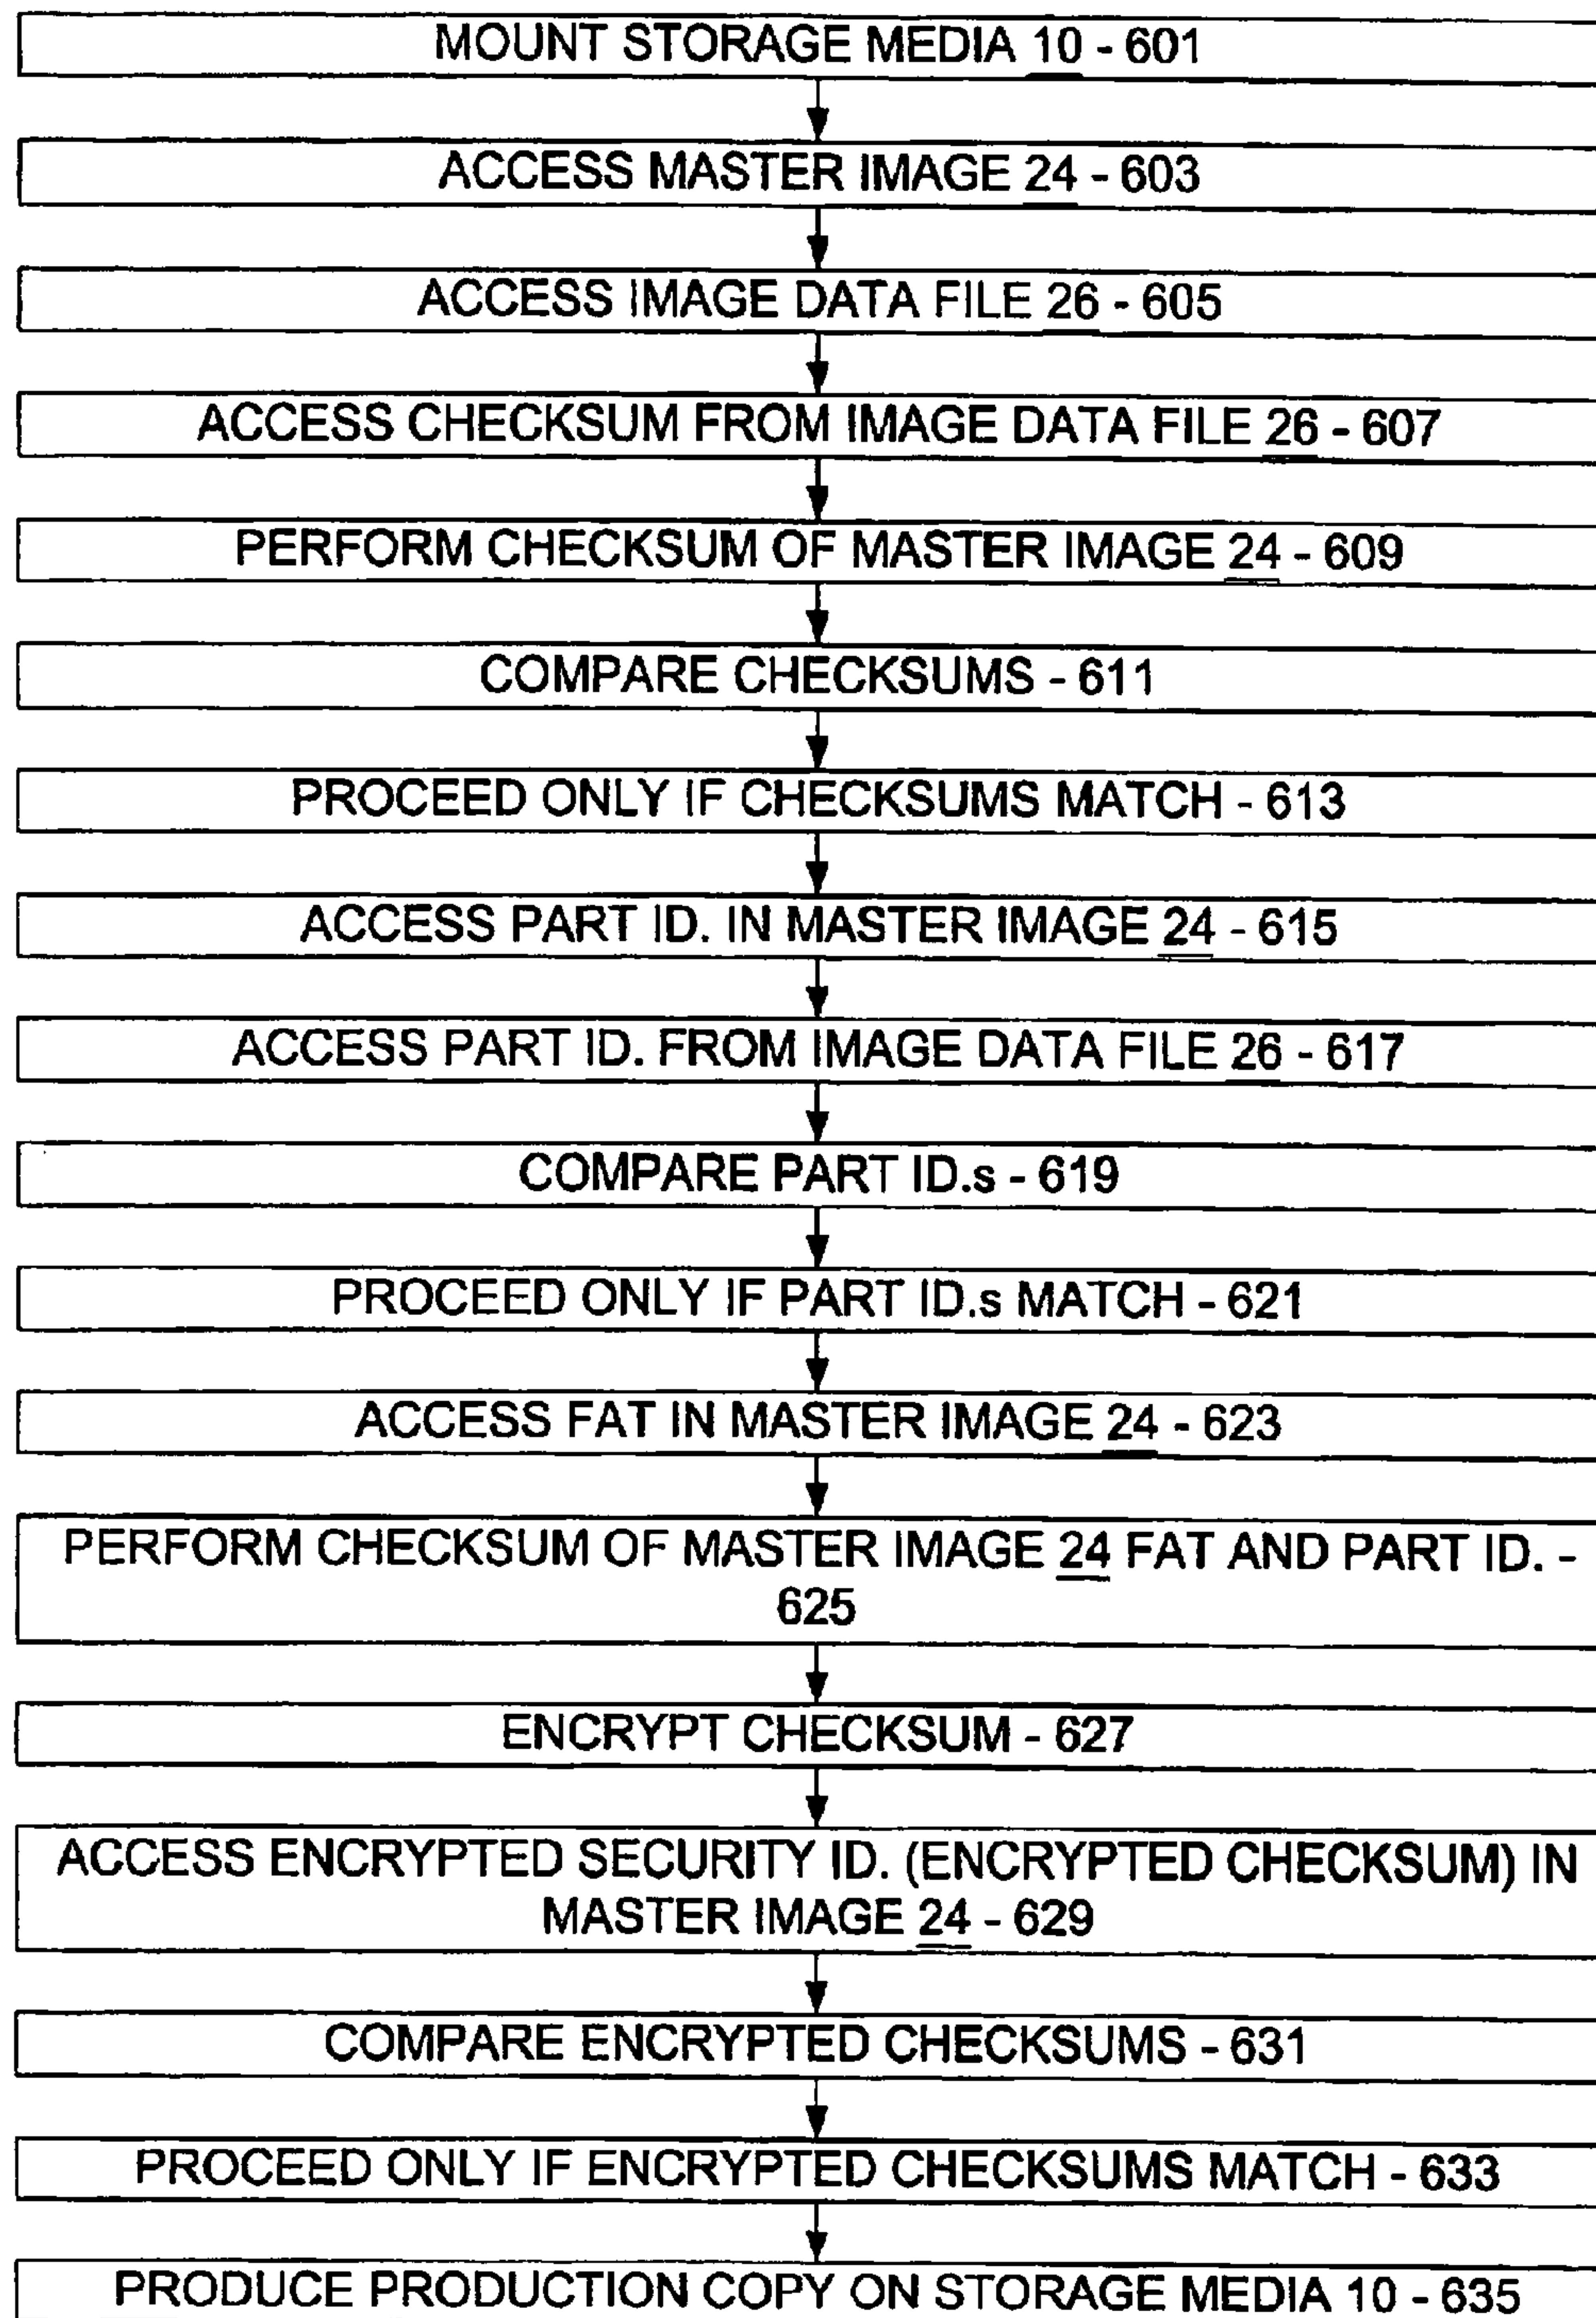 MOUNT STORAGE MEDIA 10 - 601
ACCESS MASTER IMAGE 24 - 603
ACCESS IMAGE DATA FILE 26 - 605
ACCESS CHECKSUM FROM IMAGE DATA FILE 26 - 607
PERFORM CHECKSUM OF MASTER IMAGE 24 - 609
COMPARE CHECKSUMS - 611
PROCEED ONLY IF CHECKSUMS MATCH - 613
ACCESS PART ID. IN MASTER IMAGE 24 - 615
ACCESS PART ID. FROM IMAGE DATA FILE 26 - 617
COMPARE PART ID.s - 619
PROCEED ONLY IF PART ID.s MATCH - 621
ACCESS FAT IN MASTER IMAGE 24 - 623
PERFORM CHECKSUM OF MASTER IMAGE 24 FAT AND PART ID. -
625
ENCRYPT CHECKSUM - 627
ACCESS ENCRYPTED SECURITY ID. (ENCRYPTED CHECKSUM) IN
MASTER IMAGE 24 - 629
COMPARE ENCRYPTED CHECKSUMS - 631
PROCEED ONLY IF ENCRYPTED CHECKSUMS MATCH - 633
PRODUCE PRODUCTION COPY ON STORAGE MEDIA 10 - 635